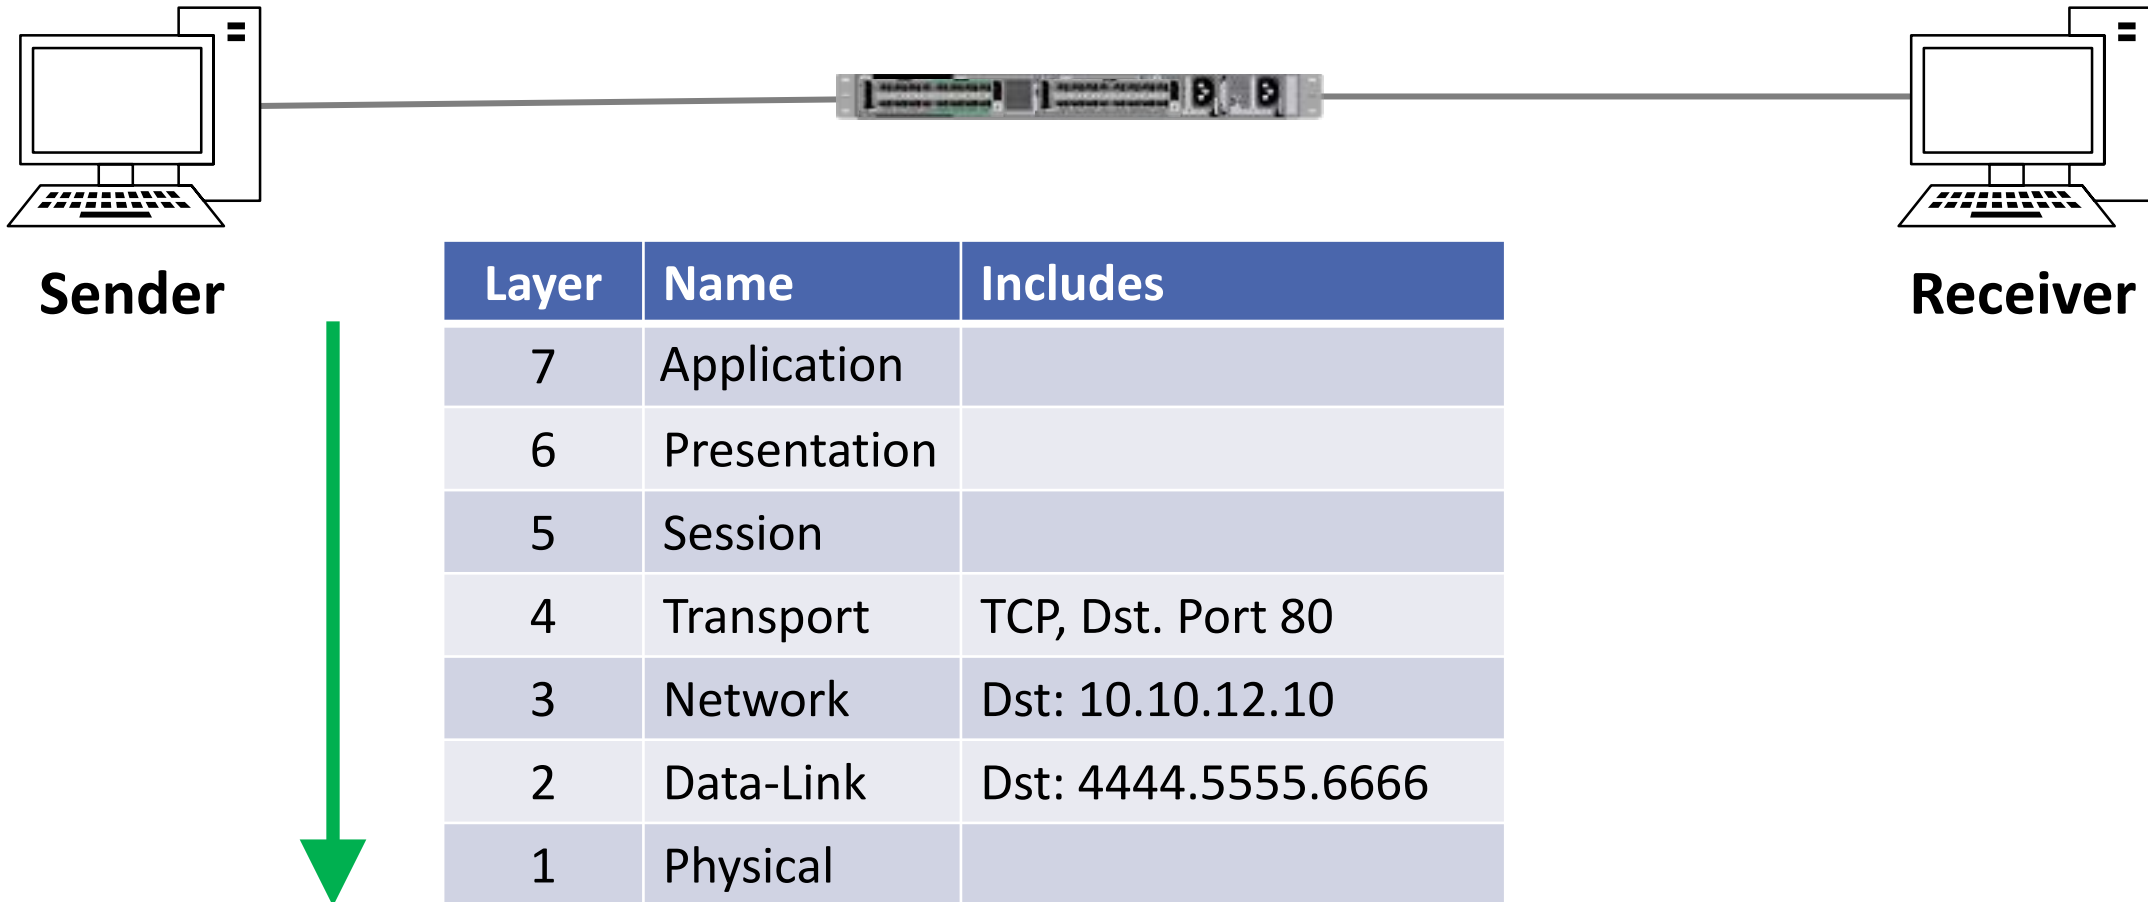 Sender
Receiver
Layer Name Includes
7 Application
6 Presentation
5 Session
4 Transport TCP, Dst. Port 80
3 Network Dst: 10.10.12.10
2 Data-Link Dst: 4444.5555.6666
1 Physical